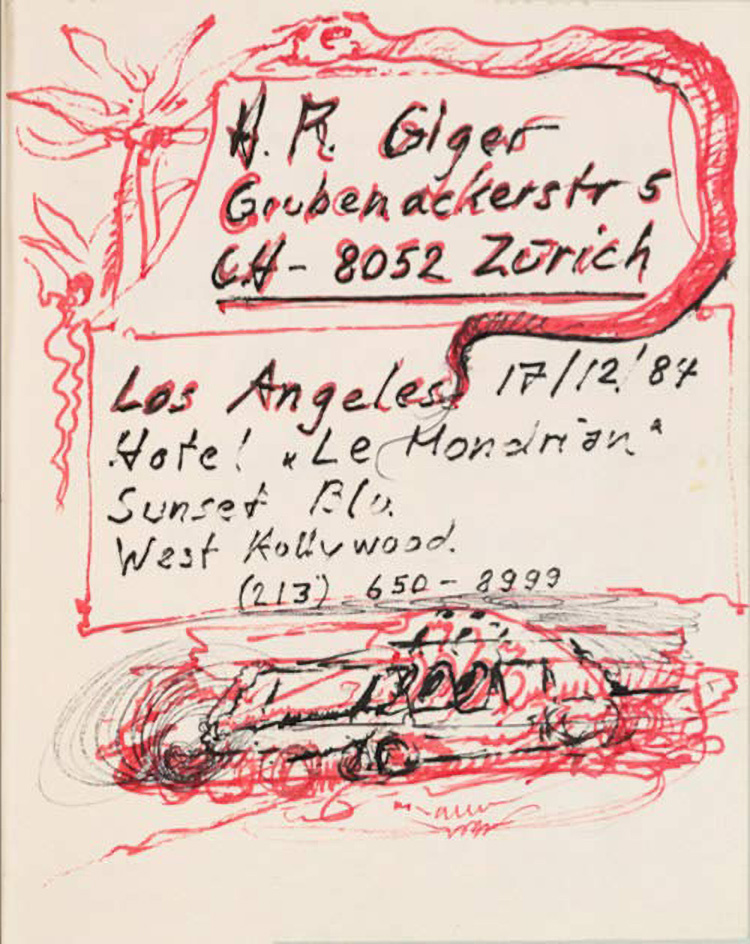 H. R. Giger
Grubenackerstr 5
CH - 8052 Zürich
Los Angeles 17/12/84
Hotel „Le Mondrian"
Sunset Blv.
West Hollywood.
(213) 650 - 8999